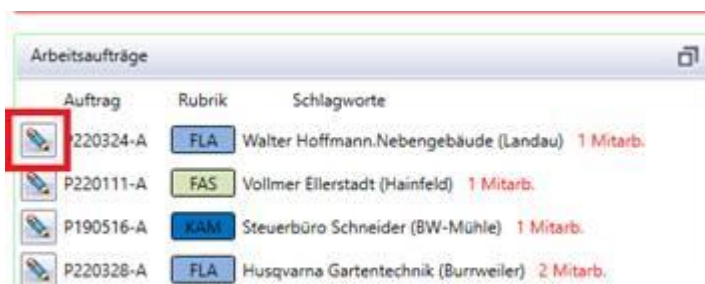 Arbeitsaufträge
Auftrag Rubrik Schlagworte
P220324-A FLA Walter Hoffmann.Nebengebäude (Landau) 1 Mitarb.
P220111-A FAS Vollmer Ellerstadt (Hainfeld) 1 Mitarb.
P190516-A KAM Steuerbüro Schneider (BW-Mühle) 1 Mitarb.
P220328-A FLA Husqvarna Gartentechnik (Burrweiler) 2 Mitarb.